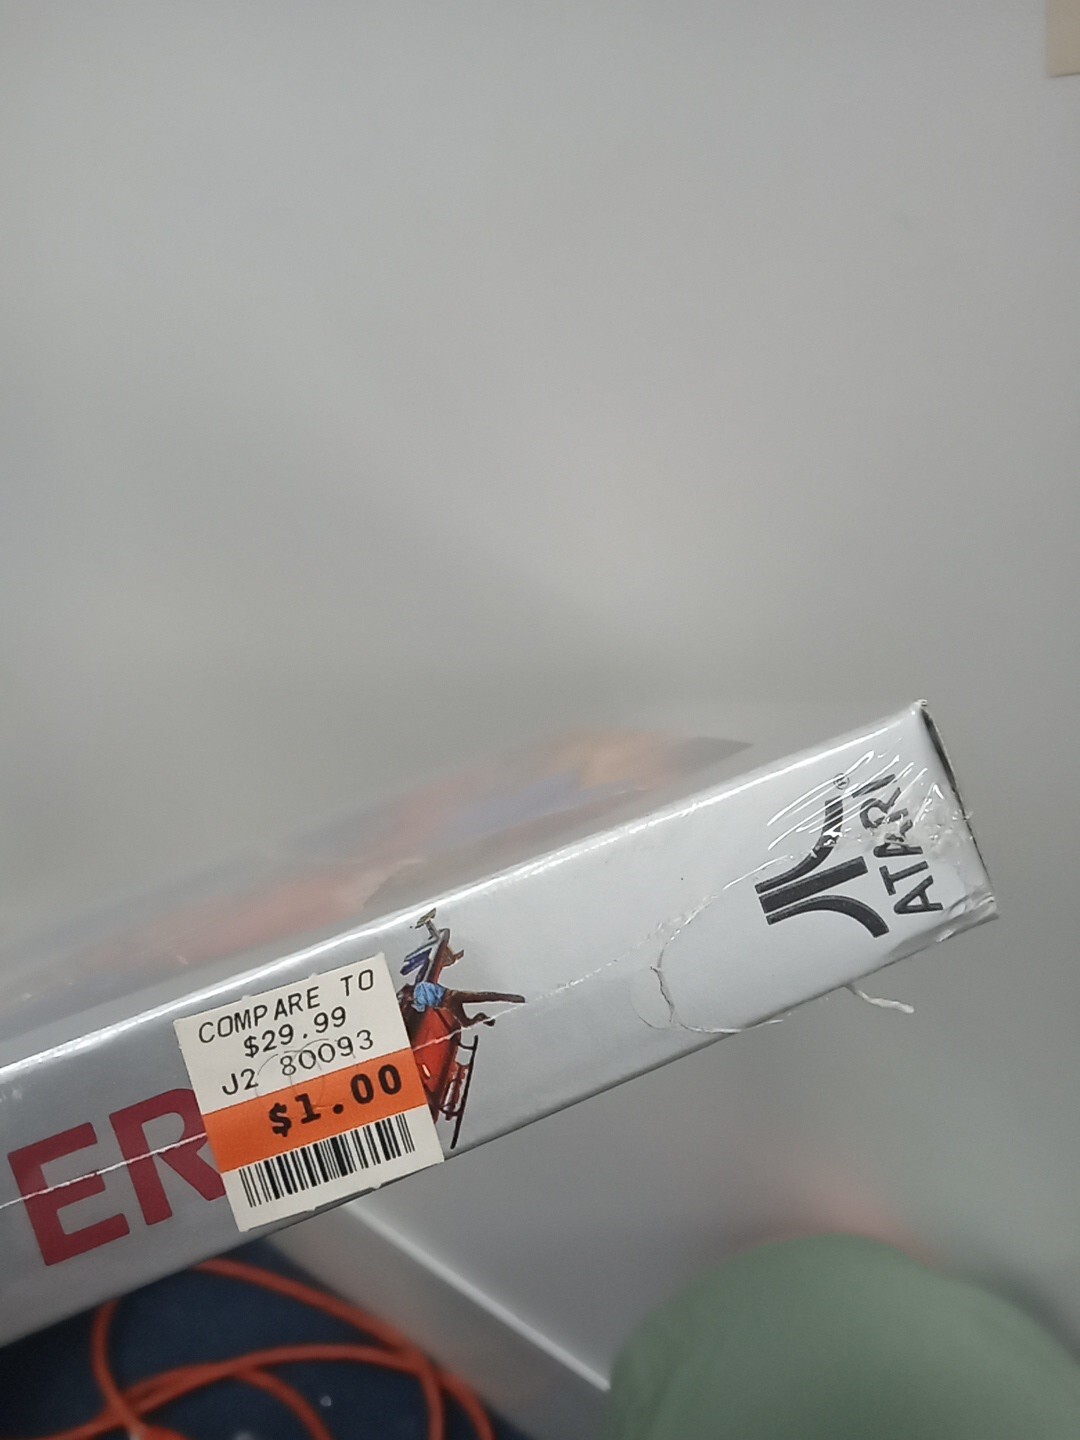 ER
COMPARE TO
$29.99
J2 80093
$1.00
ATARI
®